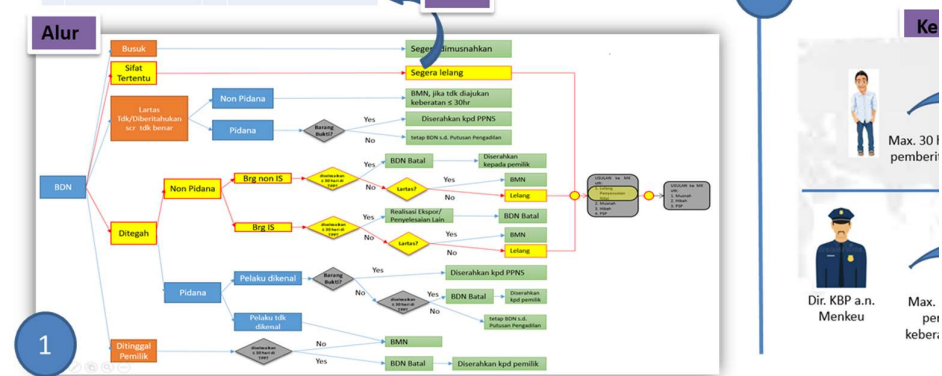 Alur
Busuk
Segera dimusnahkan
Sifat
Tertentu
Segera lelang
Lartas
Tdk/Diberitahukan
scr tdk benar
Non Pidana
BMN, jika tdk diajukan
keberatan ≤ 30hr
Pidana
Barang
Bukti?
Yes
Diserahkan kpd PPNS
No
tetap BDN s.d. Putusan Pengadilan
BDN
Ditegah
Non Pidana
Brg non IS
Yes
BDN Batal
Diserahkan
kepada pemilik
No
Lartas?
Yes
BMN
No
Lelang
Brg IS
Yes
Realisasi Ekspor/
Penyelesaian Lain
BDN Batal
No
Lartas?
Yes
BMN
No
Lelang
Pidana
Pelaku dikenal
Barang
Bukti?
Yes
Diserahkan kpd PPNS
No
Yes
BDN Batal
Diserahkan
kpd pemilik
No
tetap BDN s.d.
Putusan Pengadilan
Pelaku tdk
dikenal
BMN
Ditinggal
Pemilik
No
Yes
BDN Batal
Diserahkan kpd pemilik
1
Ke
Max. 30 h
pemberit
Dir. KBP a.n.
Menkeu
Max.
per
kebera